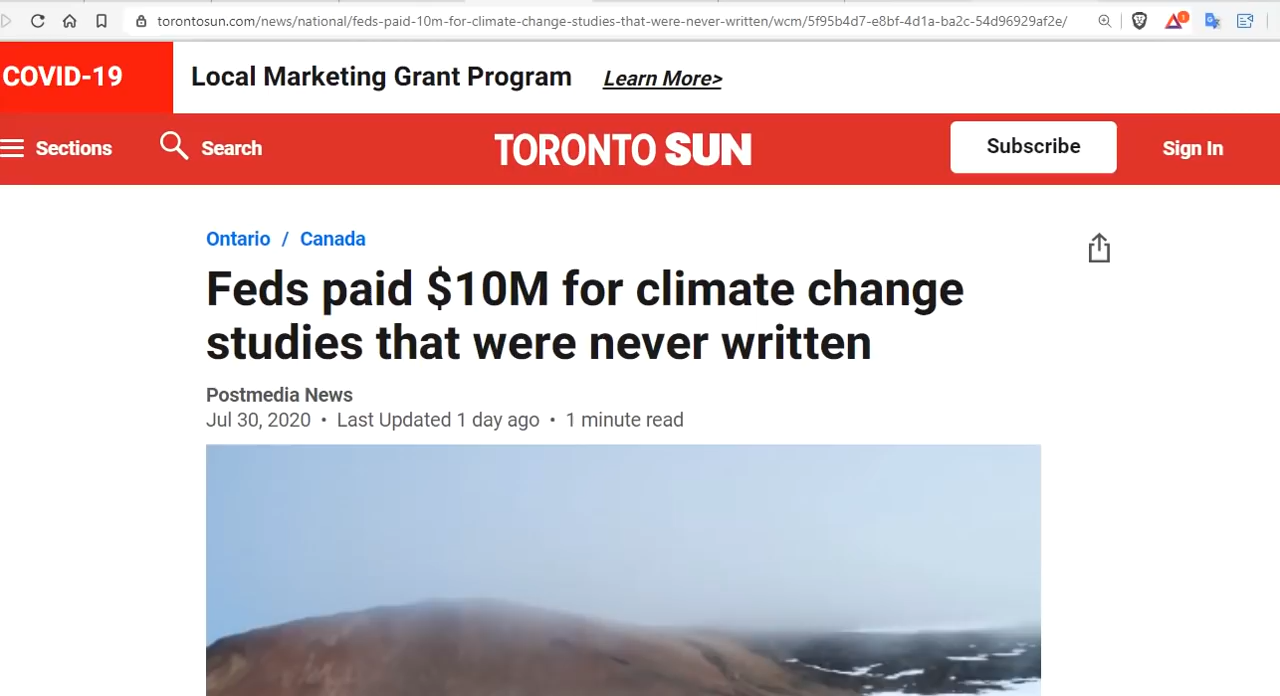 torontosun.com/news/national/feds-paid-10m-for-climate-change-studies-that-were-never-written/wcm/5f95b4d7-e8bf-4d1a-ba2c-54d96929af2e/
1
COVID-19
Local Marketing Grant Program Learn More>
Sections Search TORONTO SUN Subscribe Sign In
Ontario / Canada
Feds paid $10M for climate change
studies that were never written
Postmedia News
Jul 30, 2020 • Last Updated 1 day ago • 1 minute read